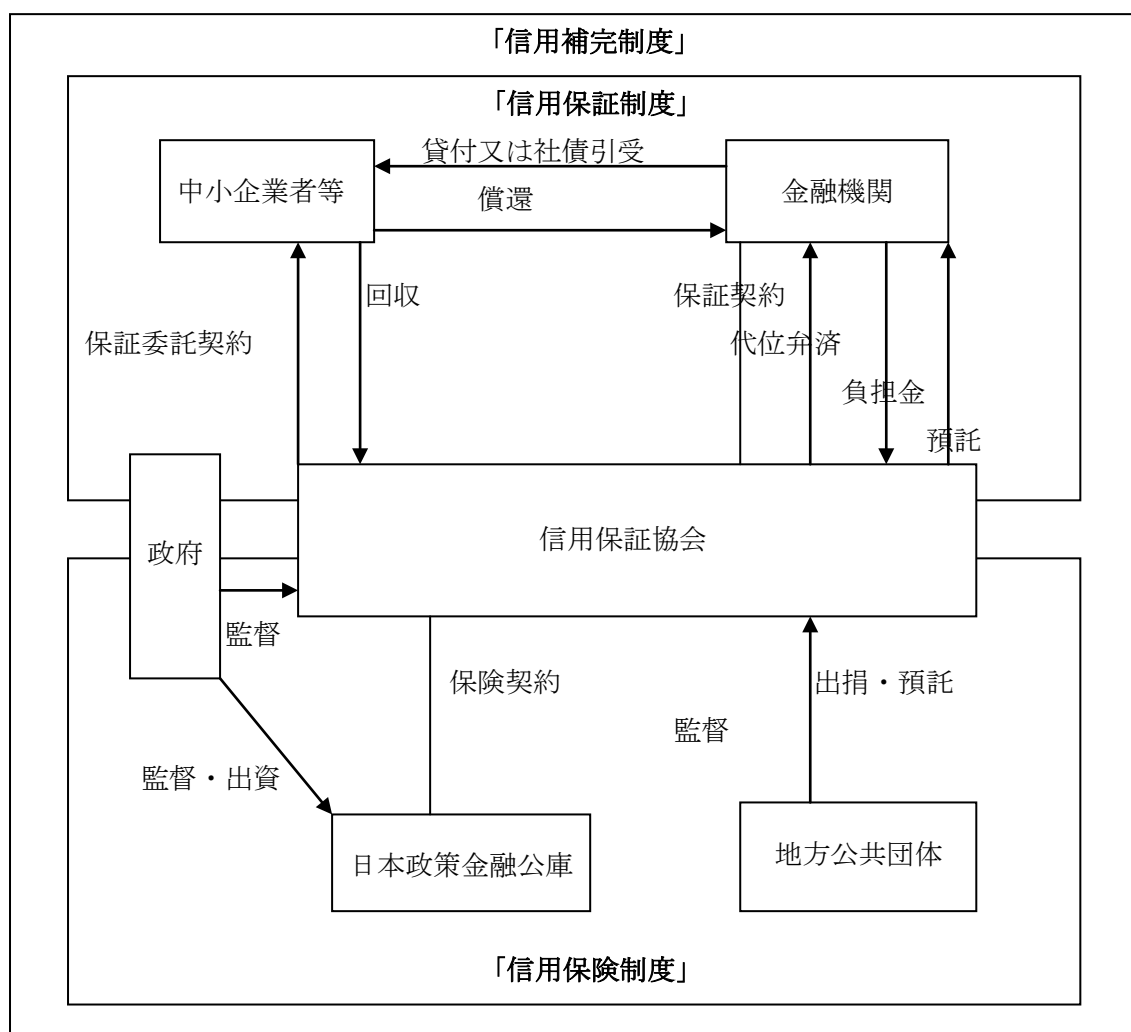 「信用補完制度」
「信用保証制度」
貸付又は社債引受
中小企業者等
金融機関
償還
回収
保証契約
保証委託契約
代位弁済
負担金
預託
信用保証協会
政府
監督
保険契約
出捐・預託
監督
監督・出資
日本政策金融公庫
地方公共団体
「信用保険制度」